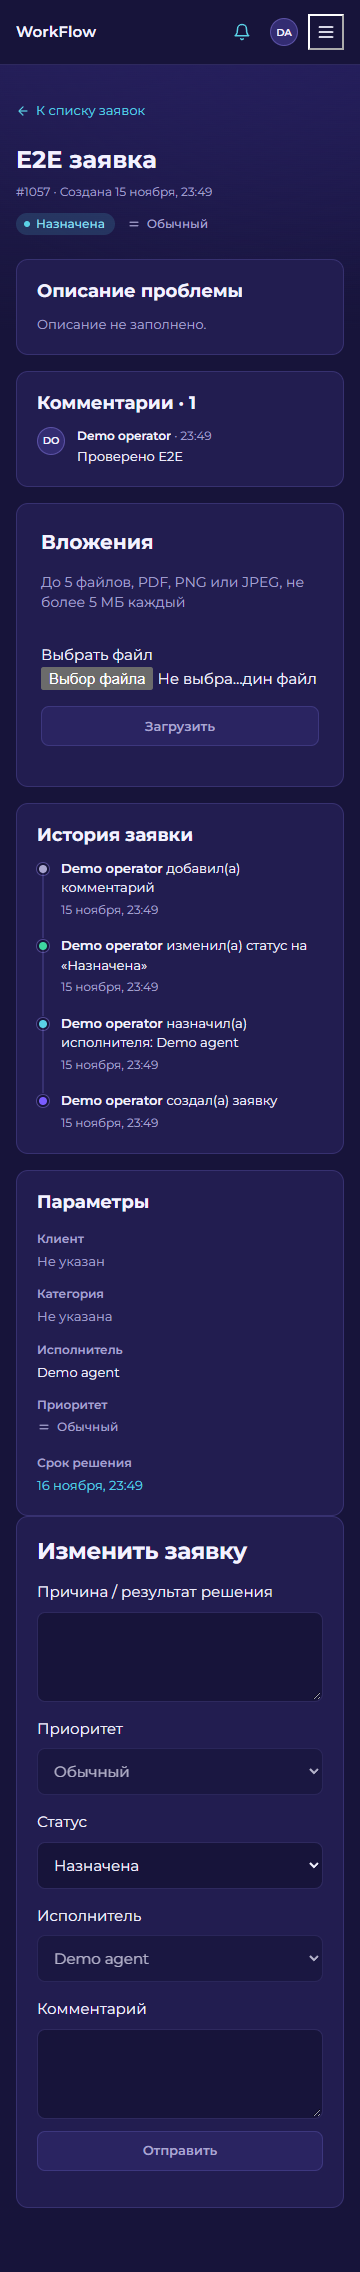 WorkFlow
DA
← К списку заявок
E2E заявка
#1057 · Создана 15 ноября, 23:49
Назначена
Обычный
Описание проблемы
Описание не заполнено.
Комментарии · 1
DO
Demo operator · 23:49
Проверено E2E
Вложения
До 5 файлов, PDF, PNG или JPEG, не
более 5 МБ каждый
Выбрать файл
Выбор файла Не выбра...дин файл
Загрузить
История заявки
Demo operator добавил(а)
комментарий
15 ноября, 23:49
Demo operator изменил(а) статус на
«Назначена»
15 ноября, 23:49
Demo operator назначил(а)
исполнителя: Demo agent
15 ноября, 23:49
Demo operator создал(а) заявку
15 ноября, 23:49
Параметры
Клиент
Не указан
Категория
Не указана
Исполнитель
Demo agent
Приоритет
Обычный
Срок решения
16 ноября, 23:49
Изменить заявку
Причина / результат решения
Приоритет
Обычный
Статус
Назначена
Исполнитель
Demo agent
Комментарий
Отправить